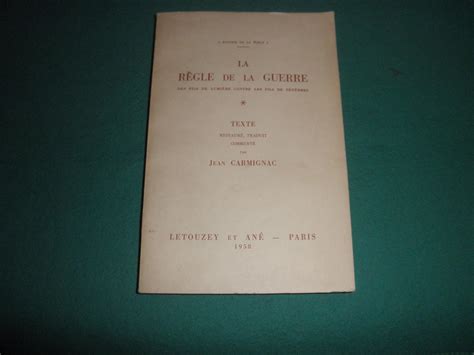 « AUTOUR DE LA BIBLE »
LA
RÈGLE DE LA GUERRE
DES FILS DE LUMIÈRE CONTRE LES FILS DE TÉNÈBRES
TEXTE
RESTAURÉ, TRADUIT
COMMENTÉ
PAR
JEAN CARMIGNAC
LETOUZEY ET ANÉ — PARIS
1958